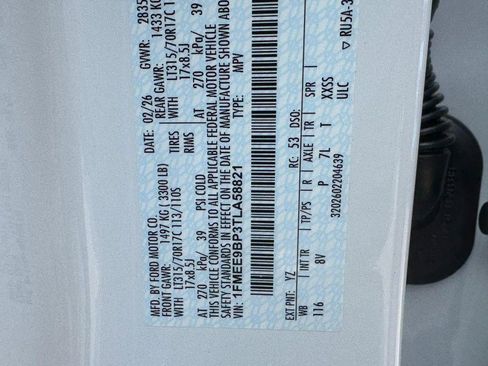 MFD. BY FORD MOTOR CO.
02/26
GVWR: 2835
FRONT GAWR: 1497 KG ( 3300 LB)
REAR GAWR: 1433 KG
LT315/70R17C 113/110S TIRES WITH LT315/70R17C
17x8.5J RIMS 17x8.5J
AT 270 kPa/ 39 PSI COLD AT 270 kPa/ 39
THIS VEHICLE CONFORMS TO ALL APPLICABLE FEDERAL MOTOR VEHICLE
SAFETY STANDARDS IN EFFECT ON THE DATE OF MANUFACTURE SHOWN ABO
VIN: 1FMEE9BP3TLA58821
TYPE: MPV
EXT PNT: YZ RC: 53 DSO:
WB INT TR TP/PS R AXLE TR SPR
116 8V P 7L T XXSS
ULC
3202602204639
▽ RU5A-3